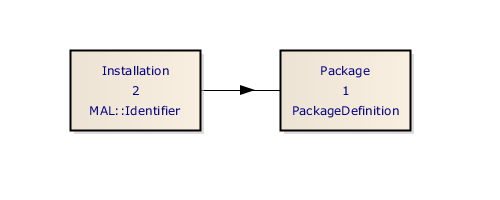 Installation
2
MAL::Identifier
Package
1
PackageDefinition